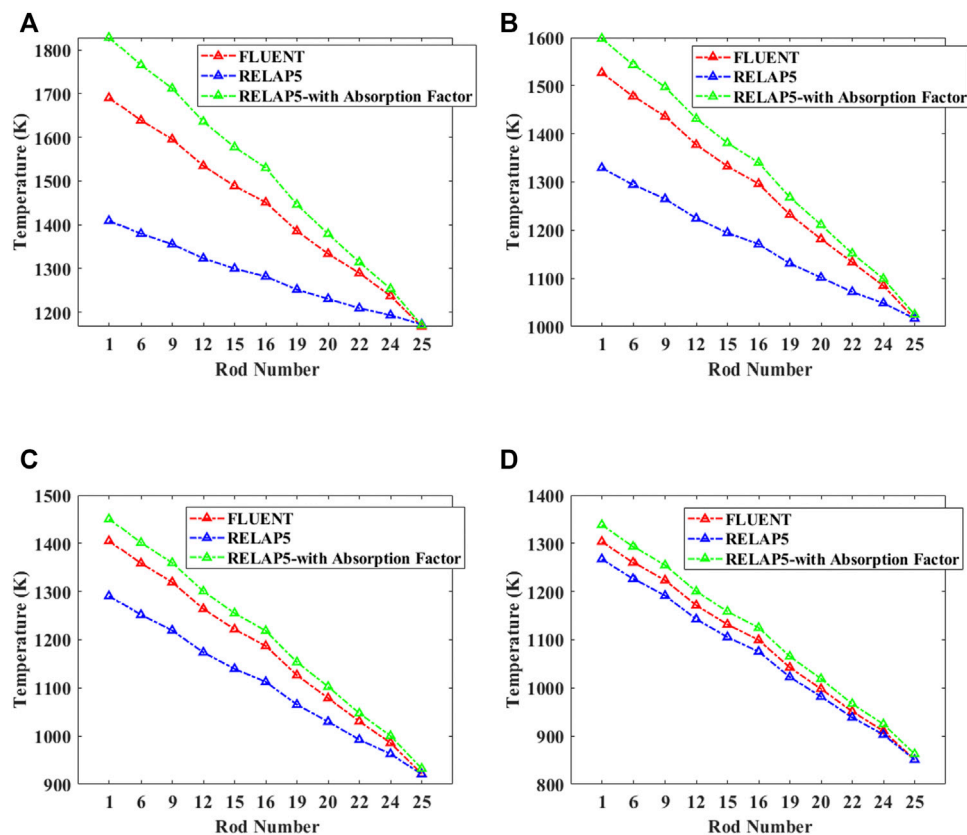 A
Temperature (K)
1800
1700
1600
1500
1400
1300
1200
FLUENT
RELAP5
RELAP5-with Absorption Factor
1 6 9 12 15 16 19 20 22 24 25
Rod Number
B
Temperature (K)
1600
1500
1400
1300
1200
1100
1000
FLUENT
RELAP5
RELAP5-with Absorption Factor
1 6 9 12 15 16 19 20 22 24 25
Rod Number
C
Temperature (K)
1500
1400
1300
1200
1100
1000
900
FLUENT
RELAP5
RELAP5-with Absorption Factor
1 6 9 12 15 16 19 20 22 24 25
Rod Number
D
Temperature (K)
1400
1300
1200
1100
1000
900
800
FLUENT
RELAP5
RELAP5-with Absorption Factor
1 6 9 12 15 16 19 20 22 24 25
Rod Number